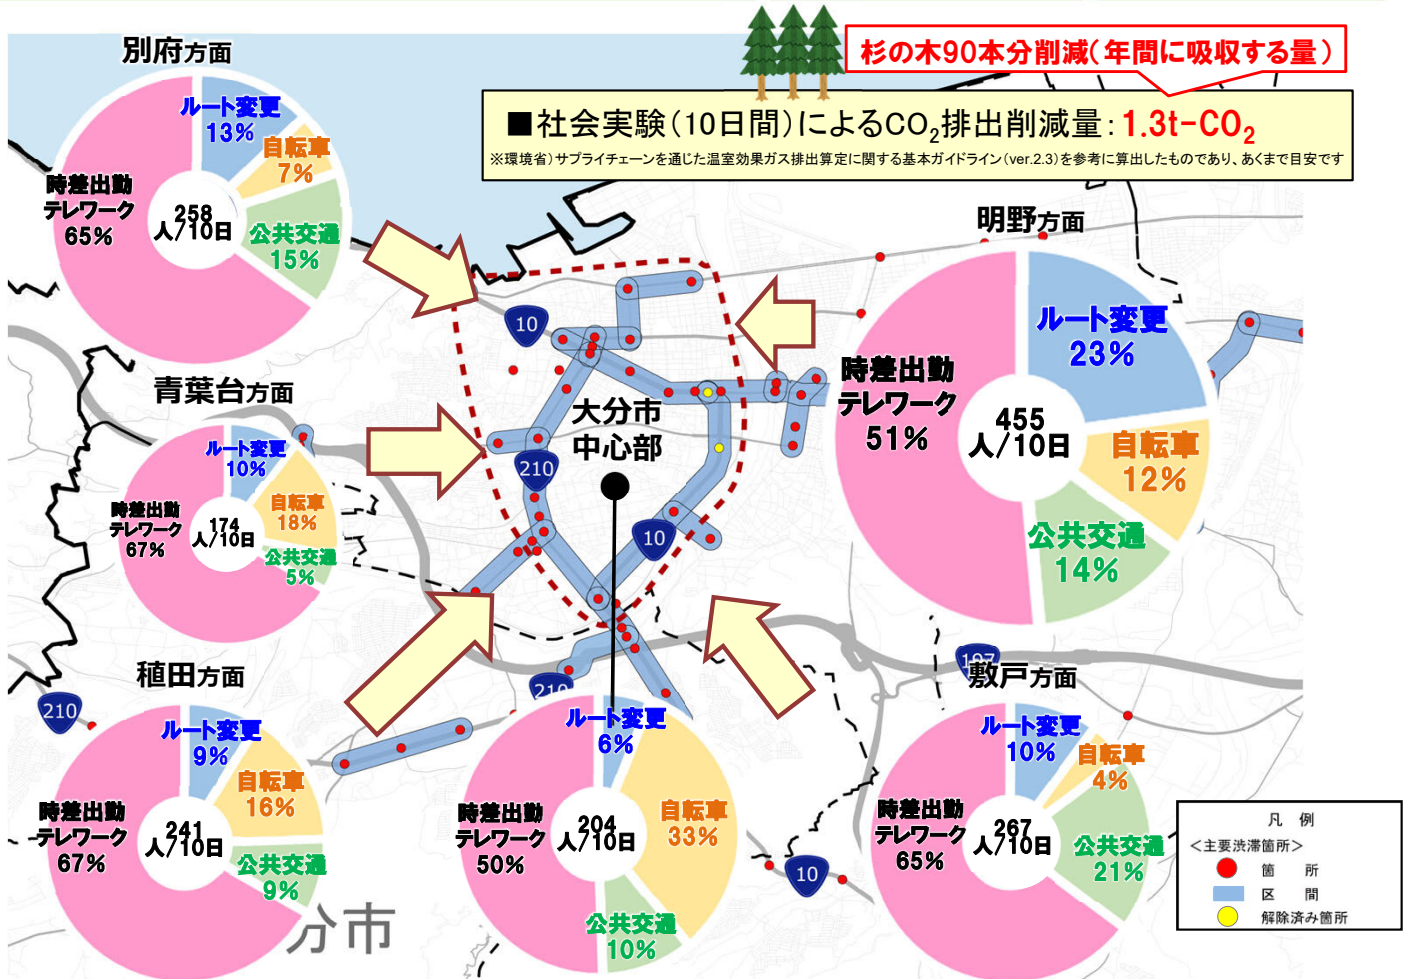 杉の木90本分削減(年間に吸収する量)
■社会実験(10日間)によるCO₂排出削減量:1.3t-CO₂
※環境省)サプライチェーンを通じた温室効果ガス排出算定に関する基本ガイドライン(ver.2.3)を参考に算出したものであり、あくまで目安です
別府方面
ルート変更
13%
自転車
7%
公共交通
15%
時差出勤
テレワーク
65%
258
人/10日
明野方面
ルート変更
23%
自転車
12%
公共交通
14%
時差出勤
テレワーク
51%
455
人/10日
青葉台方面
ルート変更
10%
自転車
18%
公共交通
5%
時差出勤
テレワーク
67%
174
人/10日
大分市
中心部
10
210
10
210
197
210
10
稙田方面
ルート変更
9%
自転車
16%
公共交通
9%
時差出勤
テレワーク
67%
241
人/10日
ルート変更
6%
自転車
33%
公共交通
10%
時差出勤
テレワーク
50%
204
人/10日
敷戸方面
ルート変更
10%
自転車
4%
公共交通
21%
時差出勤
テレワーク
65%
267
人/10日
分市
凡 例
<主要渋滞箇所>
箇 所
区 間
解除済み箇所